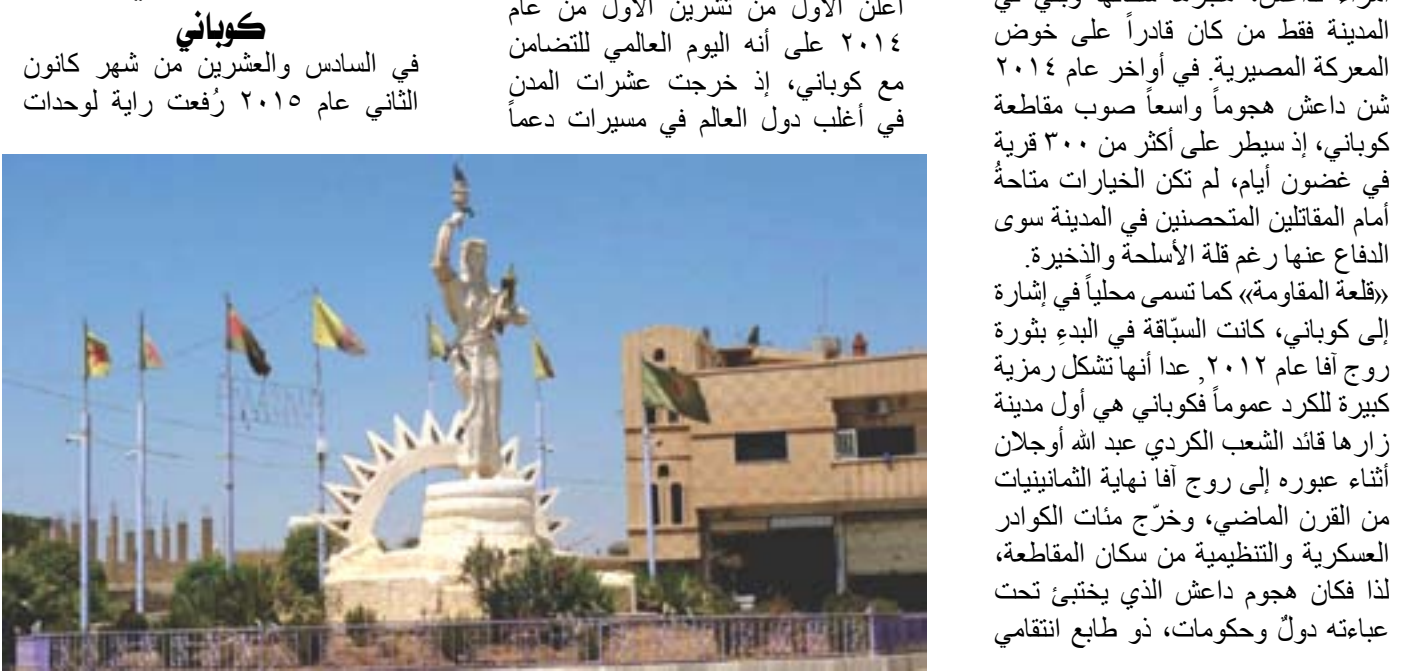 المدينة فقط من كان قادراً على خوض
المعركة المصيرية. في أواخر عام ٢٠١٤
شن داعش هجوماً واسعاً صوب مقاطعة
كوباني، إذ سيطر على أكثر من ٣٠٠ قرية
في غضون أيام، لم تكن الخيارات متاحةُ
أمام المقاتلين المتحصنين في المدينة سوى
الدفاع عنها رغم قلة الأسلحة والذخيرة.
«قلعة المقاومة» كما تسمى محلياً في إشارة
إلى كوباني، كانت السبّاقة في البدءِ بثورة
روج آفا عام ٢٠١٢, عدا أنها تشكل رمزية
كبيرة للكرد عموماً فكوباني هي أول مدينة
زارها قائد الشعب الكردي عبد الله أوجلان
أثناء عبوره إلى روج آفا نهاية الثمانينيات
من القرن الماضي، وخرّج مئات الكوادر
العسكرية والتنظيمية من سكان المقاطعة،
لذا فكان هجوم داعش الذي يختبئ تحت
عباءته دولٌ وحكومات، ذو طابع انتقامي
أعلن الأول من تشرين الأول من عام
٢٠١٤ على أنه اليوم العالمي للتضامن
مع كوباني، إذ خرجت عشرات المدن
في أغلب دول العالم في مسيرات دعماً
كوباني
في السادس والعشرين من شهر كانون
الثاني عام ٢٠١٥ رُفعت راية لوحدات